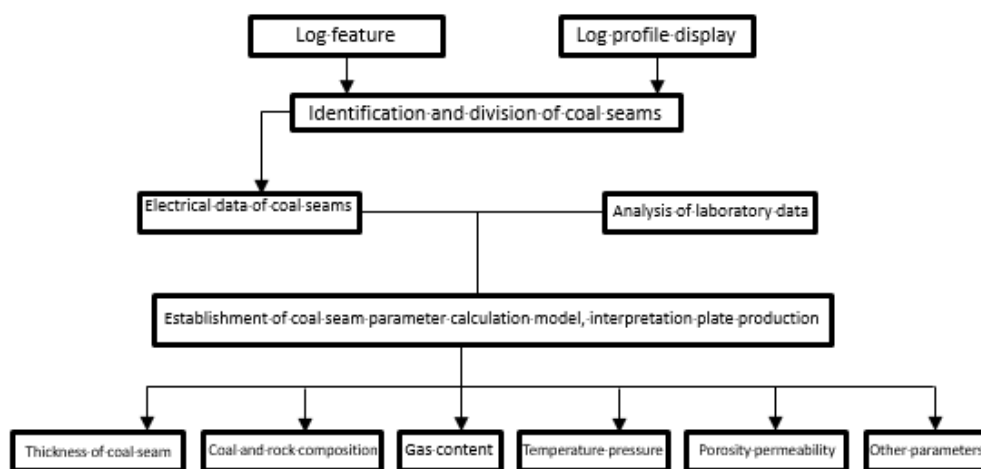 Log feature
Log profile display
Identification and division of coal seams
Electrical data of coal seams
Analysis of laboratory data
Establishment of coal seam parameter calculation model, interpretation plate production
Thickness of coal seam
Coal and rock composition
Gas content
Temperature pressure
Porosity permeability
Other parameters